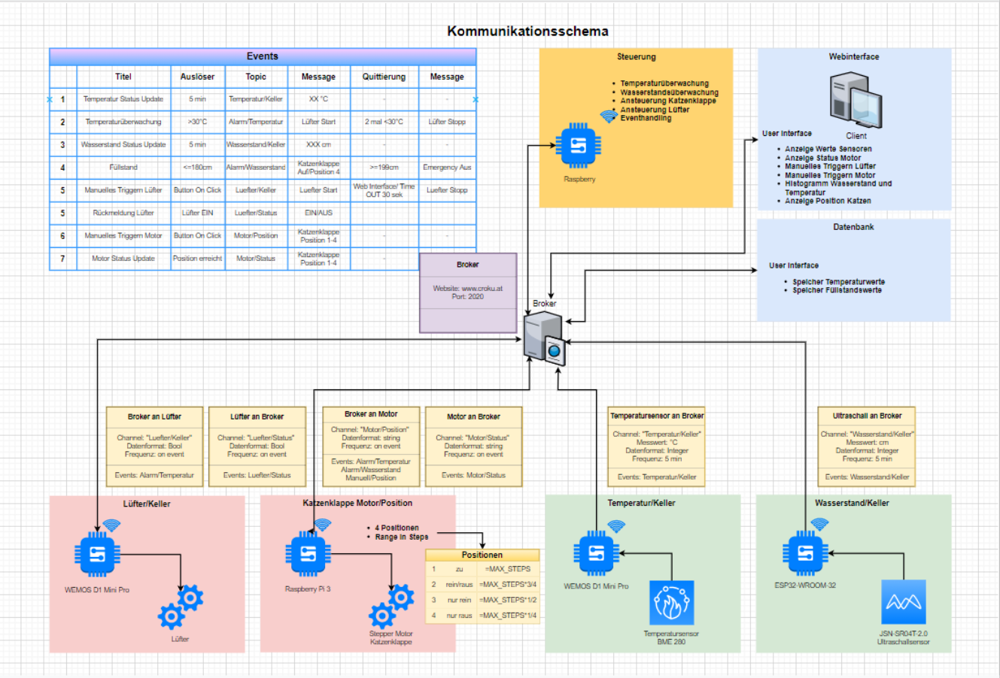 Kommunikationsschema
Events
Titel Auslöser Topic Message Quittierung Message
1 Temperatur Status Update 5 min Temperatur/Keller XX °C - -
2 Temperaturüberwachung >30°C Alarm/Temperatur Lüfter Start 2 mal <30°C Lüfter Stopp
3 Wasserstand Status Update 5 min Wasserstand/Keller XXX cm - -
4 Füllstand <=180cm Alarm/Wasserstand Katzenklappe Auf/Position 4 >=199cm Emergency Aus
5 Manuelles Triggern Lüfter Button On Click Luefter/Keller Luefter Start Web Interface/ Time OUT 30 sek Luefter Stopp
5 Rückmeldung Lüfter Lüfter EIN Luefter/Status EIN/AUS
6 Manuelles Triggern Motor Button On Click Motor/Position Katzenklappe Position 1-4 - -
7 Motor Status Update Position erreicht Motor/Status Katzenklappe Position 1-4 -
Steuerung
• Temperaturüberwachung
• Wasserstandsüberwachung
• Ansteuerung Katzenklappe
• Ansteuerung Lüfter
• Eventhandling
Raspberry
Webinterface
Client
User Interface
• Anzeige Werte Sensoren
• Anzeige Status Motor
• Manuelles Triggern Lüfter
• Manuelles Triggern Motor
• Histogramm Wasserstand und
Temperatur
• Anzeige Position Katzen
Datenbank
User Interface
• Speicher Temperaturwerte
• Speicher Füllstandswerte
Broker
Website: www.croku.at
Port: 2020
Broker
Broker an Lüfter
Channel: "Luefter/Keller"
Datenformat: Bool
Frequenz: on event
Events: Alarm/Temperatur
Lüfter an Broker
Channel: "Luefter/Status"
Datenformat: Bool
Frequenz: on event
Events: Luefter/Status
Broker an Motor
Channel: "Motor/Position"
Datenformat: string
Frequenz: on event
Events: Alarm/Temperatur
Alarm/Wasserstand
Manuell/Position
Motor an Broker
Channel: "Motor/Status"
Datenformat: string
Frequenz: on event
Events: Motor/Status
Temperatursensor an Broker
Channel: "Temperatur/Keller"
Messwert: °C
Datenformat: Integer
Frequenz: 5 min
Events: Temperatur/Keller
Ultraschall an Broker
Channel: "Wasserstand/Keller"
Messwert: cm
Datenformat: Integer
Frequenz: 5 min
Events: Wasserstand/Keller
Lüfter/Keller
WEMOS D1 Mini Pro
Lüfter
Katzenklappe Motor/Position
• 4 Positionen
• Range in Steps
Raspberry Pi 3
Stepper Motor
Katzenklappe
Positionen
1 zu =MAX_STEPS
2 rein/raus =MAX_STEPS*3/4
3 nur rein =MAX_STEPS*1/2
4 nur raus =MAX_STEPS*1/4
Temperatur/Keller
WEMOS D1 Mini Pro
Temperatursensor
BME 280
Wasserstand/Keller
ESP32-WROOM-32
JSN-SR04T-2.0
Ultraschallsensor